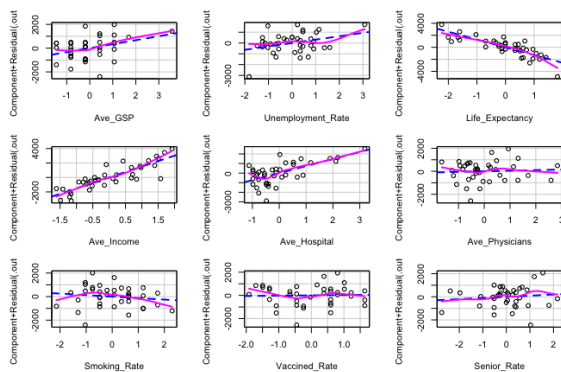 Component+Residual(.out
-2000 0 2000
-1 0 1 2 3
Ave_GSP
Component+Residual(.out
-3000 0
-2 -1 0 1 2 3
Unemployment_Rate
Component+Residual(.out
-4000 0 4000
-2 -1 0 1
Life_Expectancy
Component+Residual(.out
4000
-1.5 -0.5 0.5 1.5
Ave_Income
Component+Residual(.out
-3000 0
-1 0 1 2 3
Ave_Hospital
Component+Residual(.out
0 2000
-1 0 1 2 3
Ave_Physicians
Component+Residual(.out
-2000 0 2000
-2 -1 0 1 2
Smoking_Rate
Component+Residual(.out
-2000 0 2000
-2.0 -1.0 0.0 1.0
Vaccined_Rate
Component+Residual(.out
-2000 0 2000
-2 -1 0 1 2
Senior_Rate